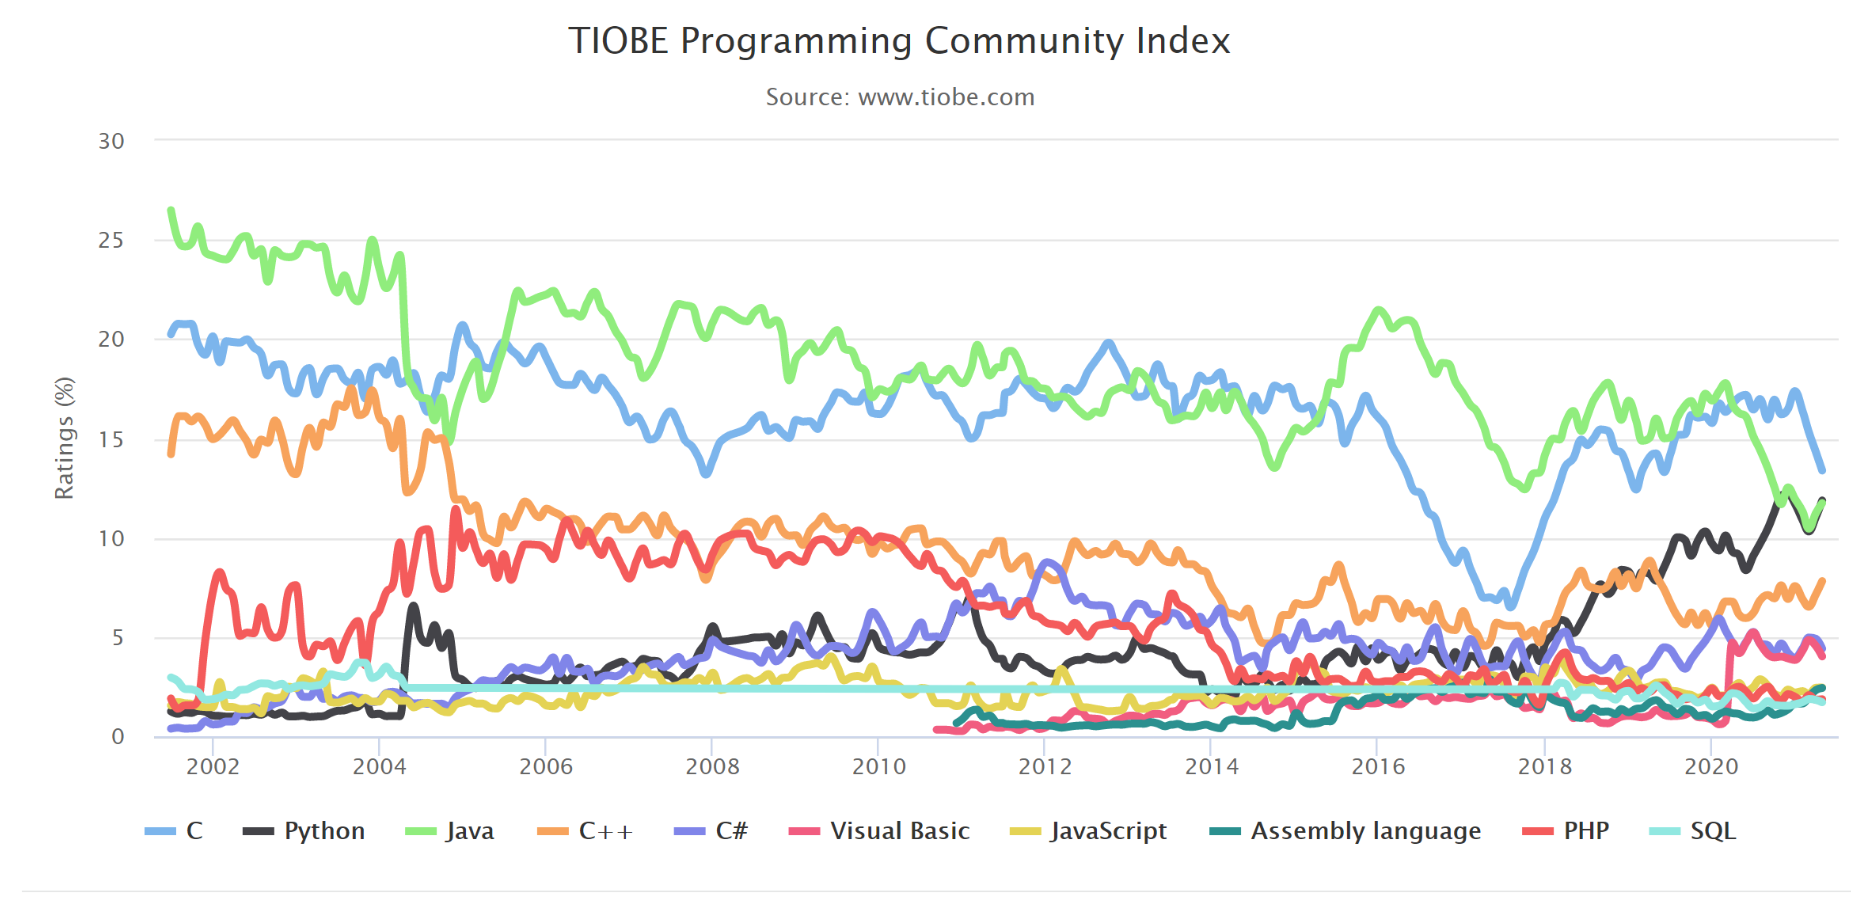 TIOBE Programming Community Index
Source: www.tiobe.com
Ratings (%)
30
25
20
15
10
5
0
2002 2004 2006 2008 2010 2012 2014 2016 2018 2020
C Python Java C++ C# Visual Basic JavaScript Assembly language PHP SQL